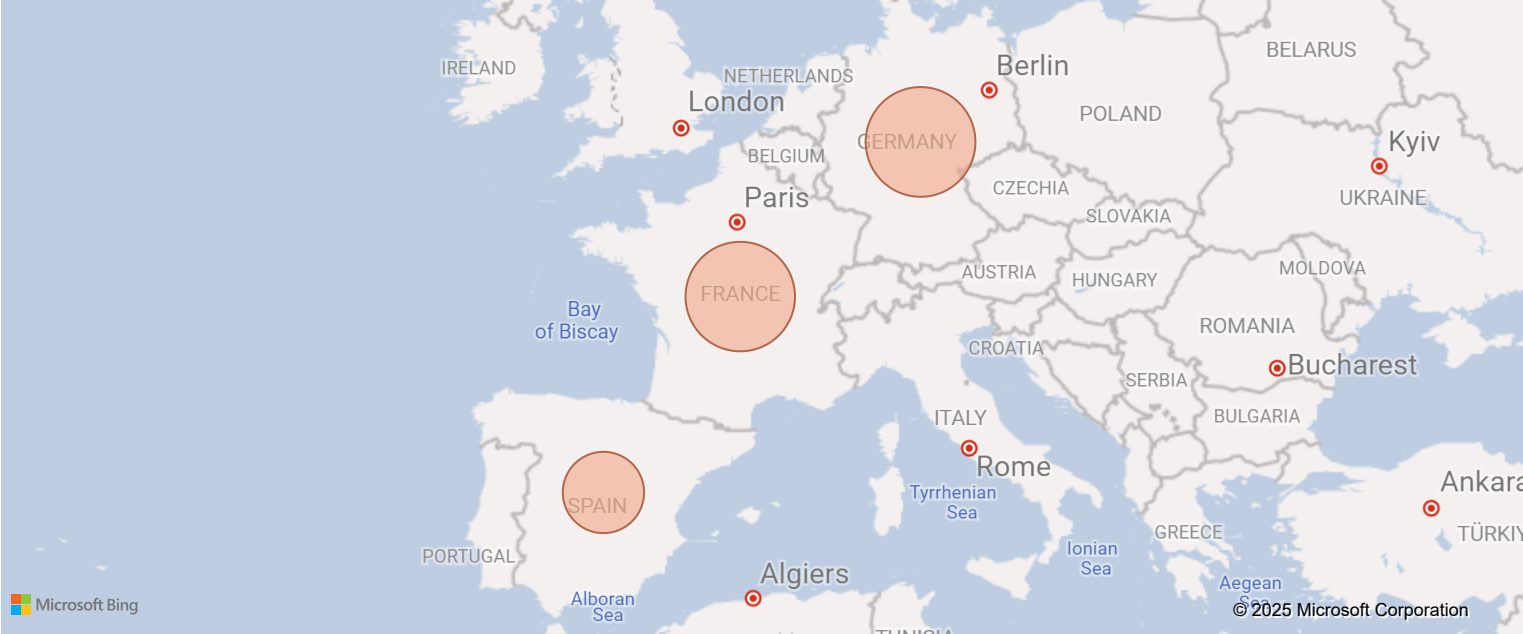 BELARUS
Berlin
IRELAND
NETHERLANDS
London
POLAND
GERMANY
Kyiv
BELGIUM
CZECHIA
Paris
UKRAINE
SLOVAKIA
AUSTRIA
MOLDOVA
HUNGARY
FRANCE
Bay
of Biscay
ROMANIA
CROATIA
Bucharest
SERBIA
ITALY
BULGARIA
Rome
Ankara
Tyrrhenian
Sea
SPAIN
GREECE
TÜRKIY
PORTUGAL
Ionian
Sea
Algiers
Aegean
Sea
Alboran
Sea
Microsoft Bing
© 2025 Microsoft Corporation